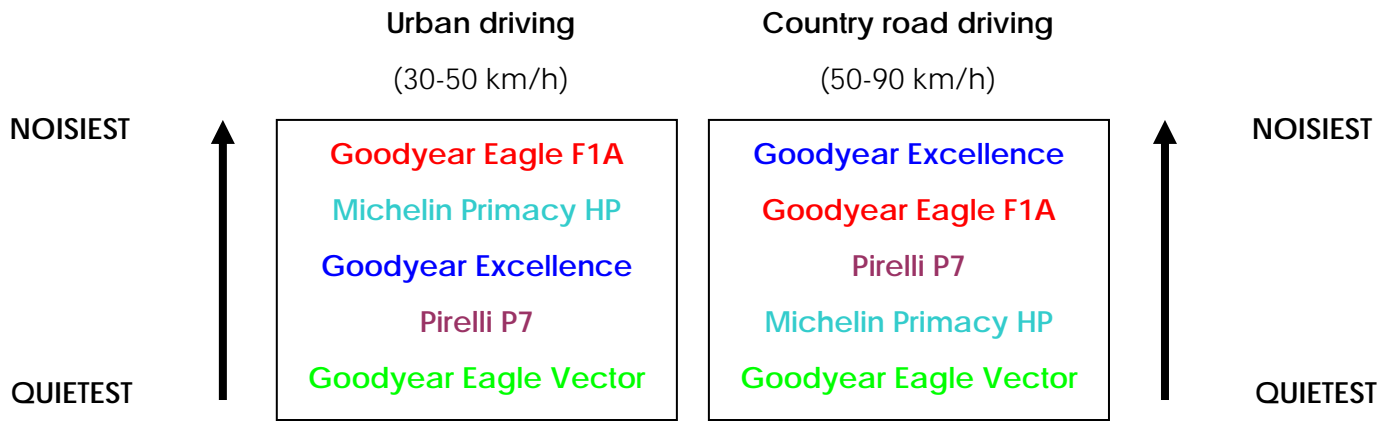 Urban driving
(30-50 km/h)
Country road driving
(50-90 km/h)
NOISIEST
QUIETEST
Goodyear Eagle F1A
Michelin Primacy HP
Goodyear Excellence
Pirelli P7
Goodyear Eagle Vector
Goodyear Excellence
Goodyear Eagle F1A
Pirelli P7
Michelin Primacy HP
Goodyear Eagle Vector
NOISIEST
QUIETEST